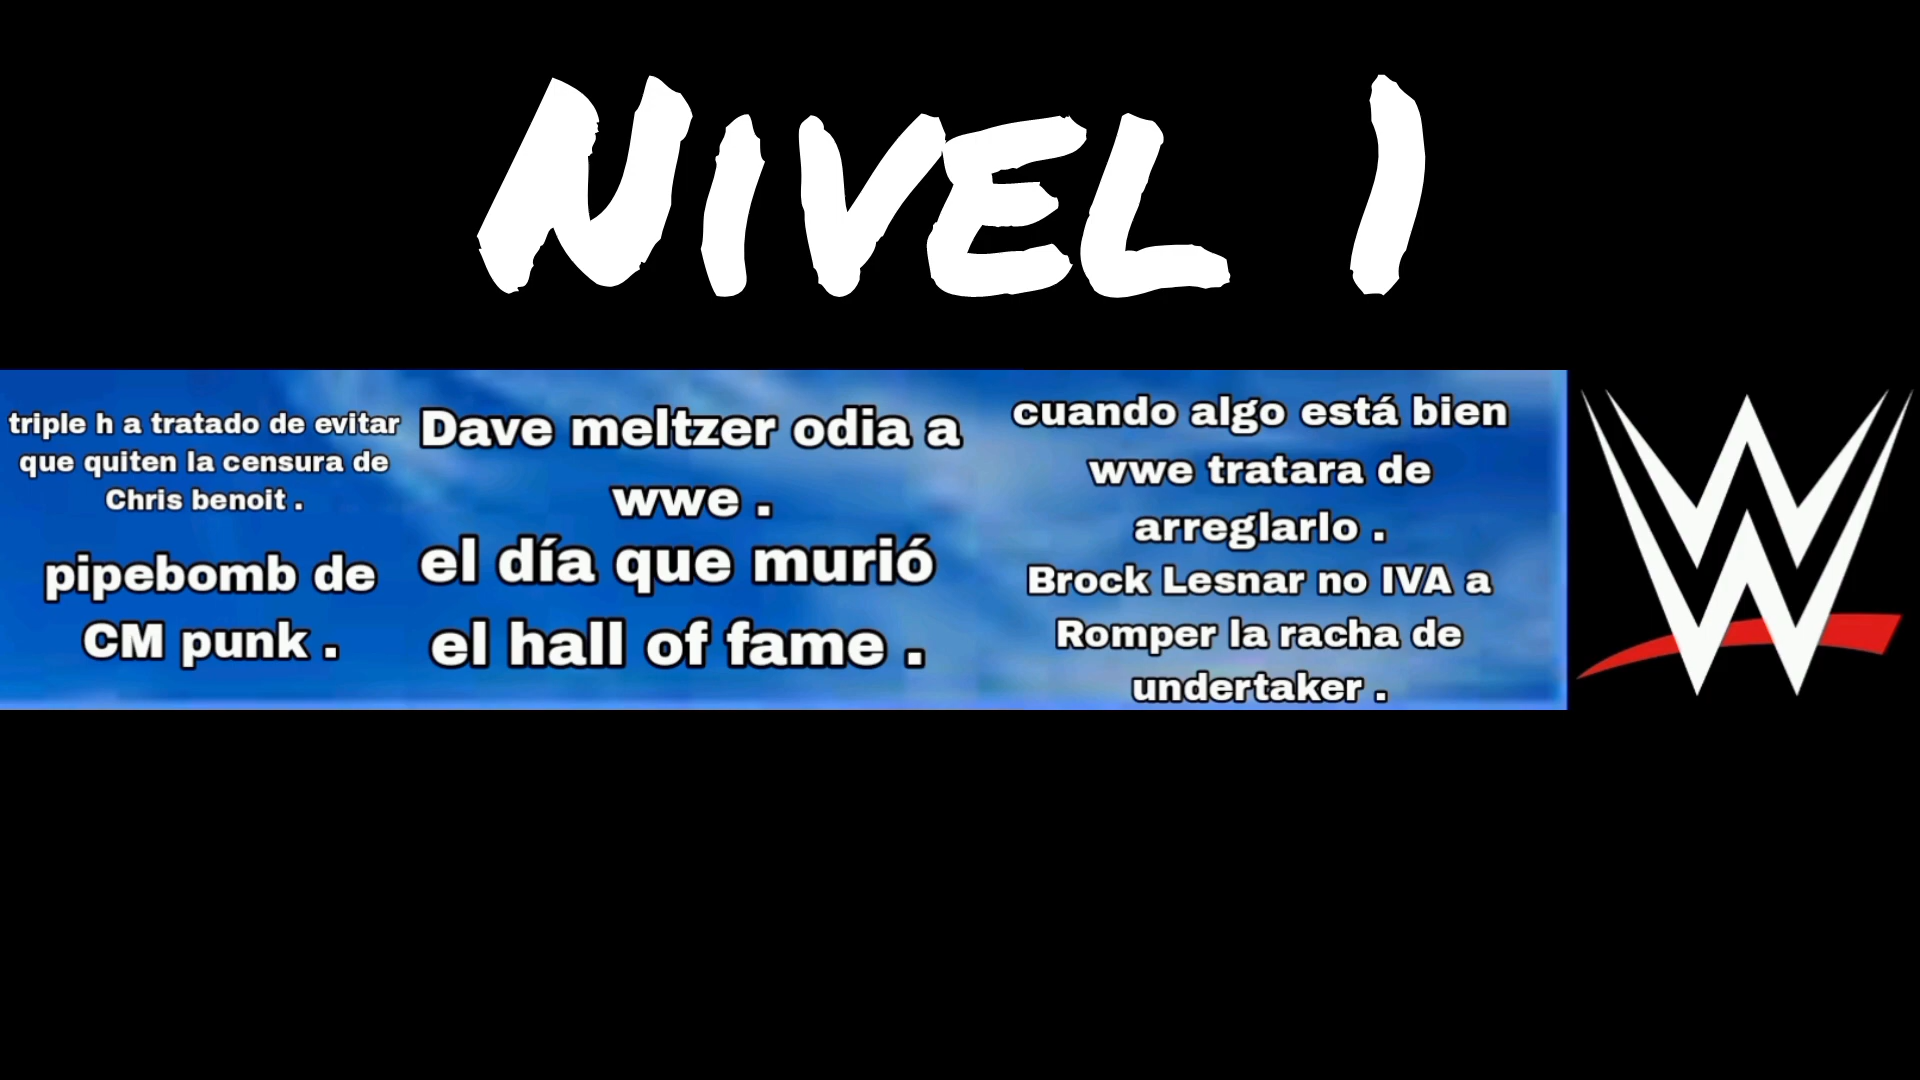 NIVEL 1
triple h a tratado de evitar
que quiten la censura de
Chris benoit .
pipebomb de
CM punk .
Dave meltzer odia a
wwe .
el día que murió
el hall of fame .
cuando algo está bien
wwe tratara de
arreglarlo .
Brock Lesnar no IVA a
Romper la racha de
undertaker .